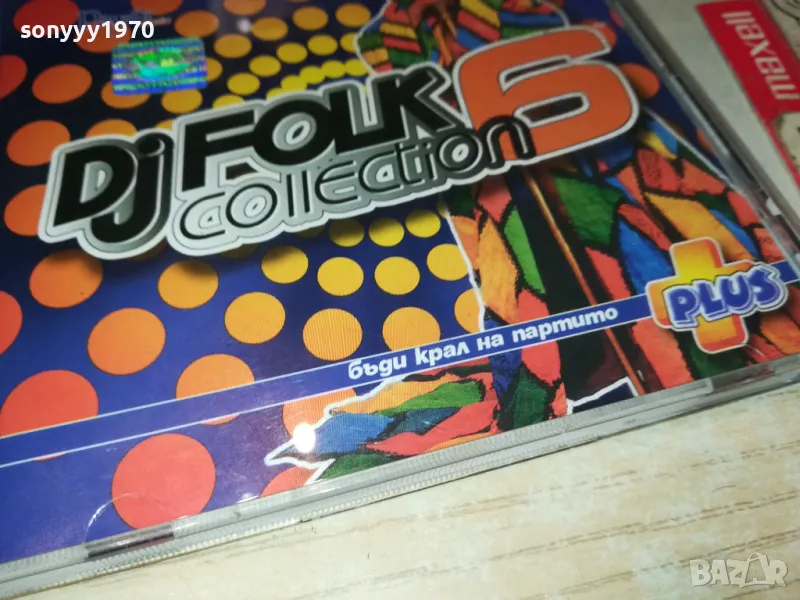 sonyyy1970
Dj FOLK
collection 6
maxell
PLUS
бъди крал на партито
BAZAR